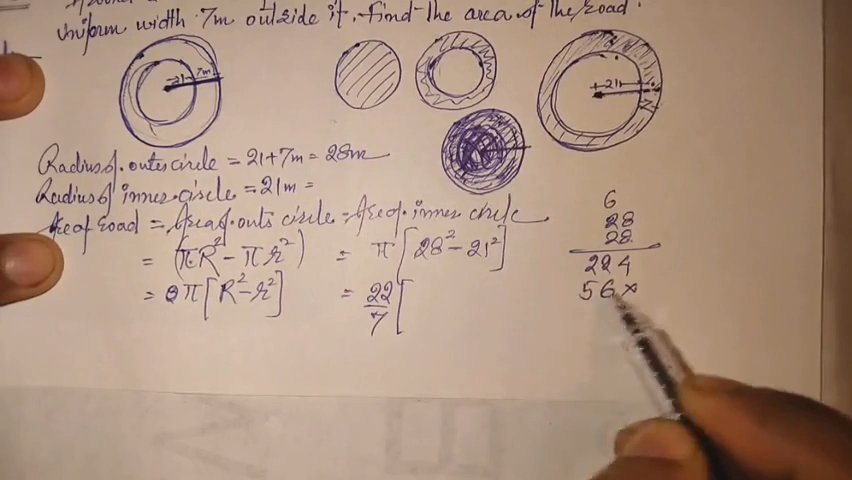 uniform width 7m outside it, find the area of the road.
21 7m
21
Radius of outer circle = 21+7m = 28m
Radius of inner circle = 21m =
Area of road = Area of outs circle = Are of inner circle
= (πR² - πr²) = π[28² - 21²]
= π[R² - r²] = 22/7 [
6
28
28
224
56×